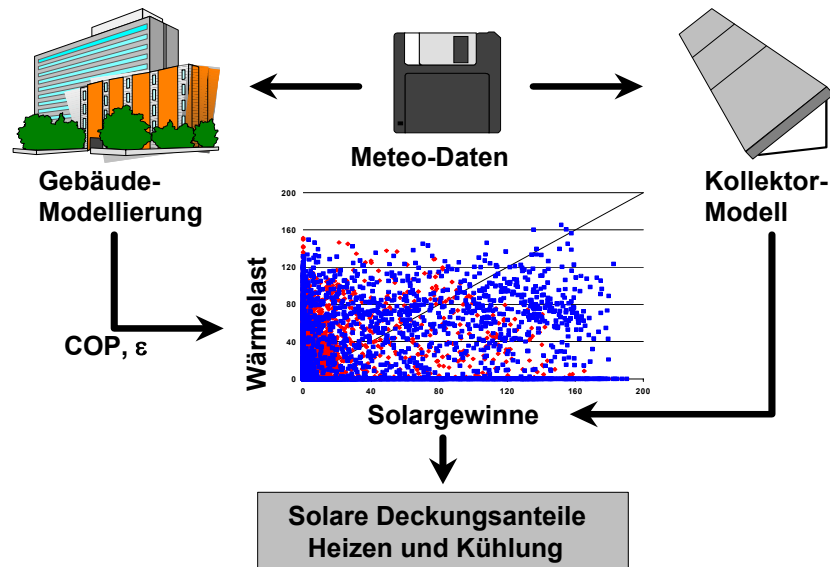 Meteo-Daten
Gebäude-
Modellierung
Kollektor-
Modell
COP, ε
Wärmelast
200
160
120
80
40
0
0
40
80
120
160
200
Solargewinne
Solare Deckungsanteile
Heizen und Kühlung